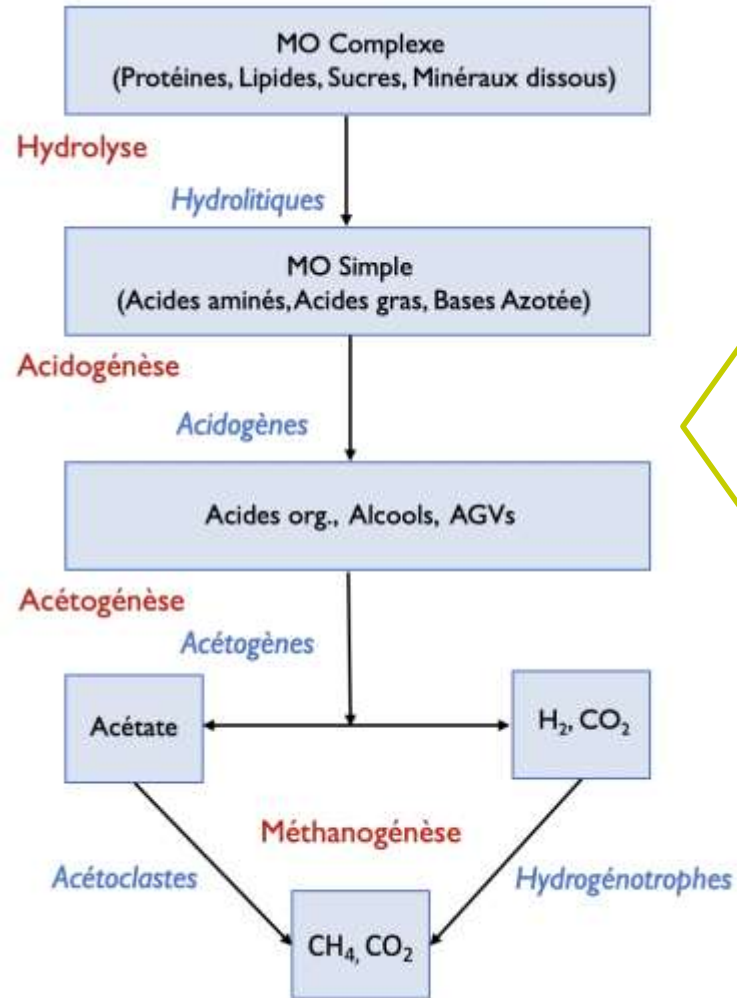 MO Complexe
(Protéines, Lipides, Sucres, Minéraux dissous)
Hydrolyse
Hydrolitiques
MO Simple
(Acides aminés, Acides gras, Bases Azotée)
Acidogénèse
Acidogènes
Acides org., Alcools, AGVs
Acétogénèse
Acétogènes
Acétate
H₂, CO₂
Méthanogénèse
Acétoclastes
Hydrogénotrophes
CH₄, CO₂